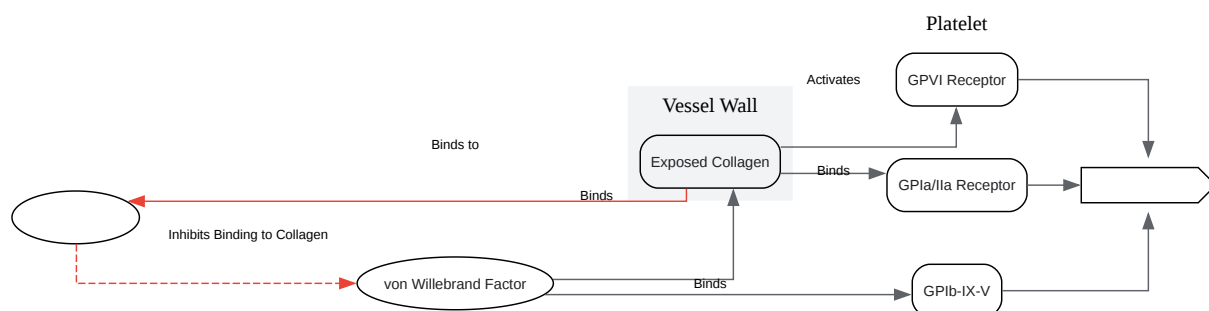 Platelet
Activates
GPVI Receptor
Vessel Wall
Binds to
Exposed Collagen
Binds
GPIa/IIa Receptor
Binds
Inhibits Binding to Collagen
von Willebrand Factor
Binds
GPIb-IX-V